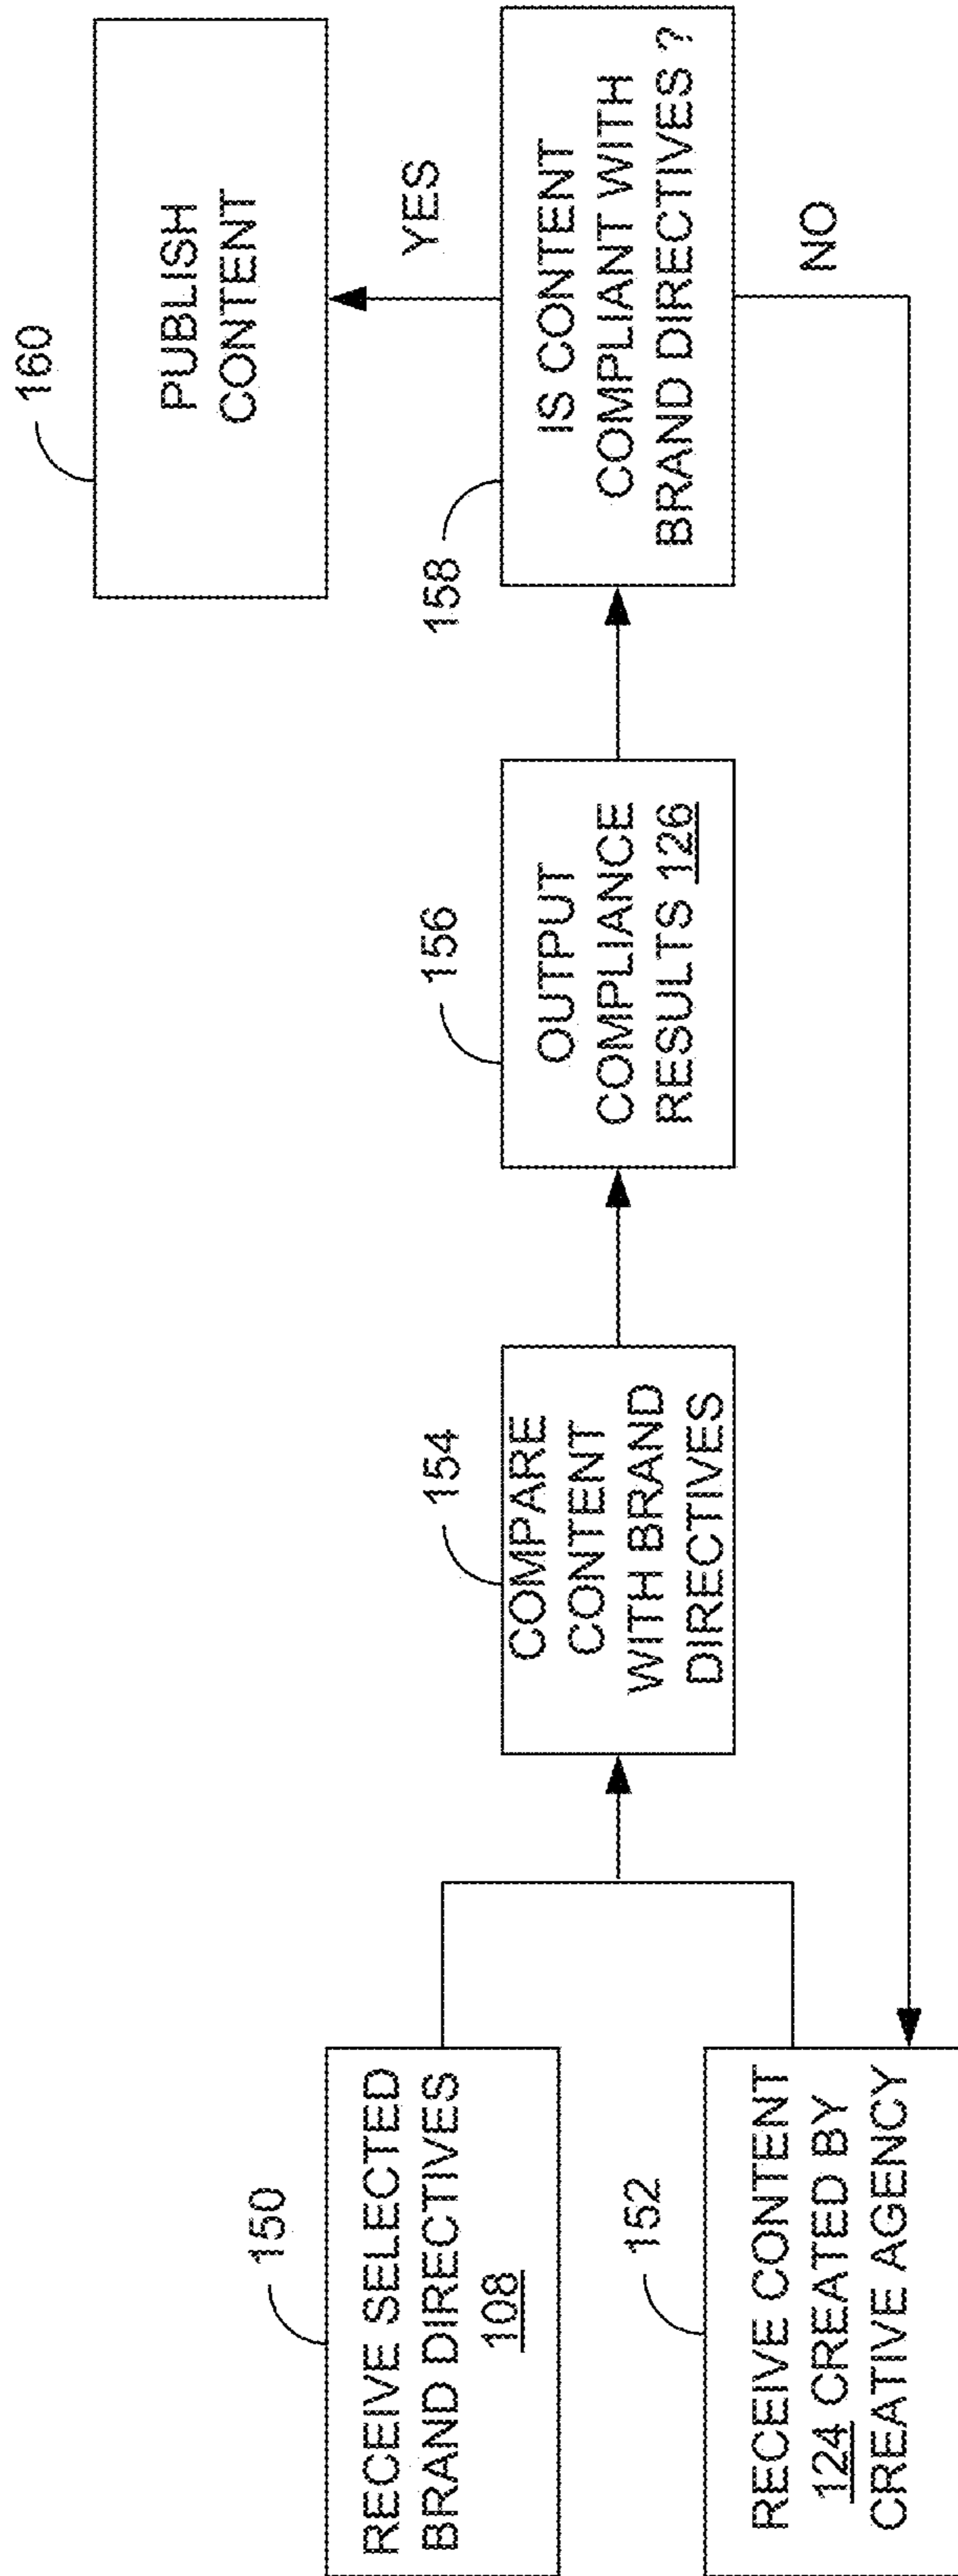 150
RECEIVE SELECTED
BRAND DIRECTIVES
108
152
RECEIVE CONTENT
124 CREATED BY
CREATIVE AGENCY
154
COMPARE
CONTENT
WITH BRAND
DIRECTIVES
156
OUTPUT
COMPLIANCE
RESULTS 126
158
IS CONTENT
COMPLIANT WITH
BRAND DIRECTIVES ?
YES
NO
160
PUBLISH
CONTENT